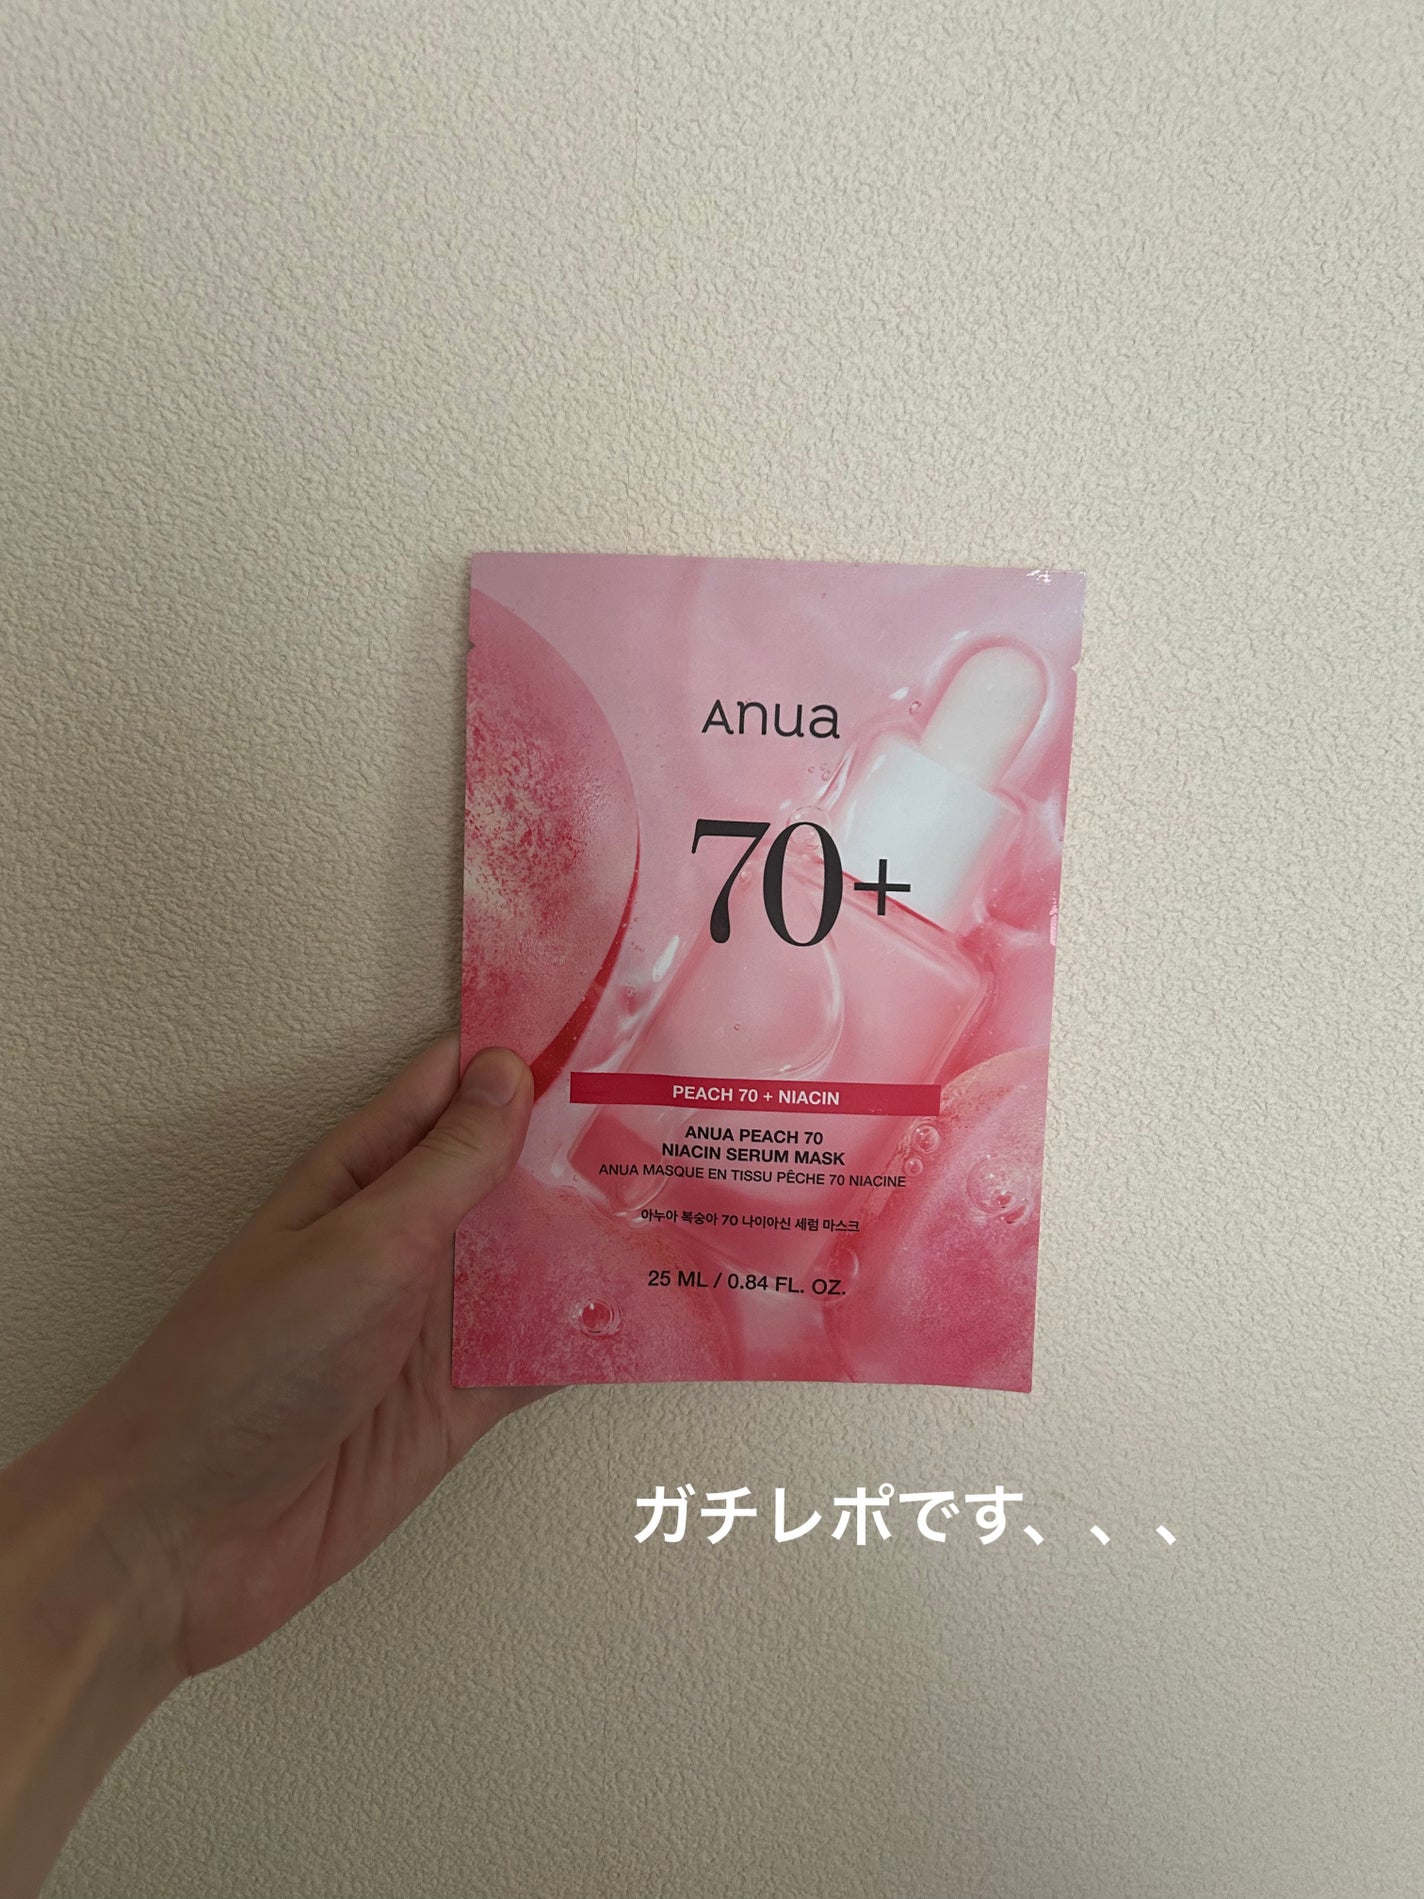 Anua
70+
PEACH 70 + NIACIN
ANUA PEACH 70
NIACIN SERUM MASK
ANUA MASQUE EN TISSU PÊCHE 70 NIACINE
아누아 복숭아 70 나이아신 세럼 마스크
25 ML / 0.84 FL. OZ.
ガチレポです、、、